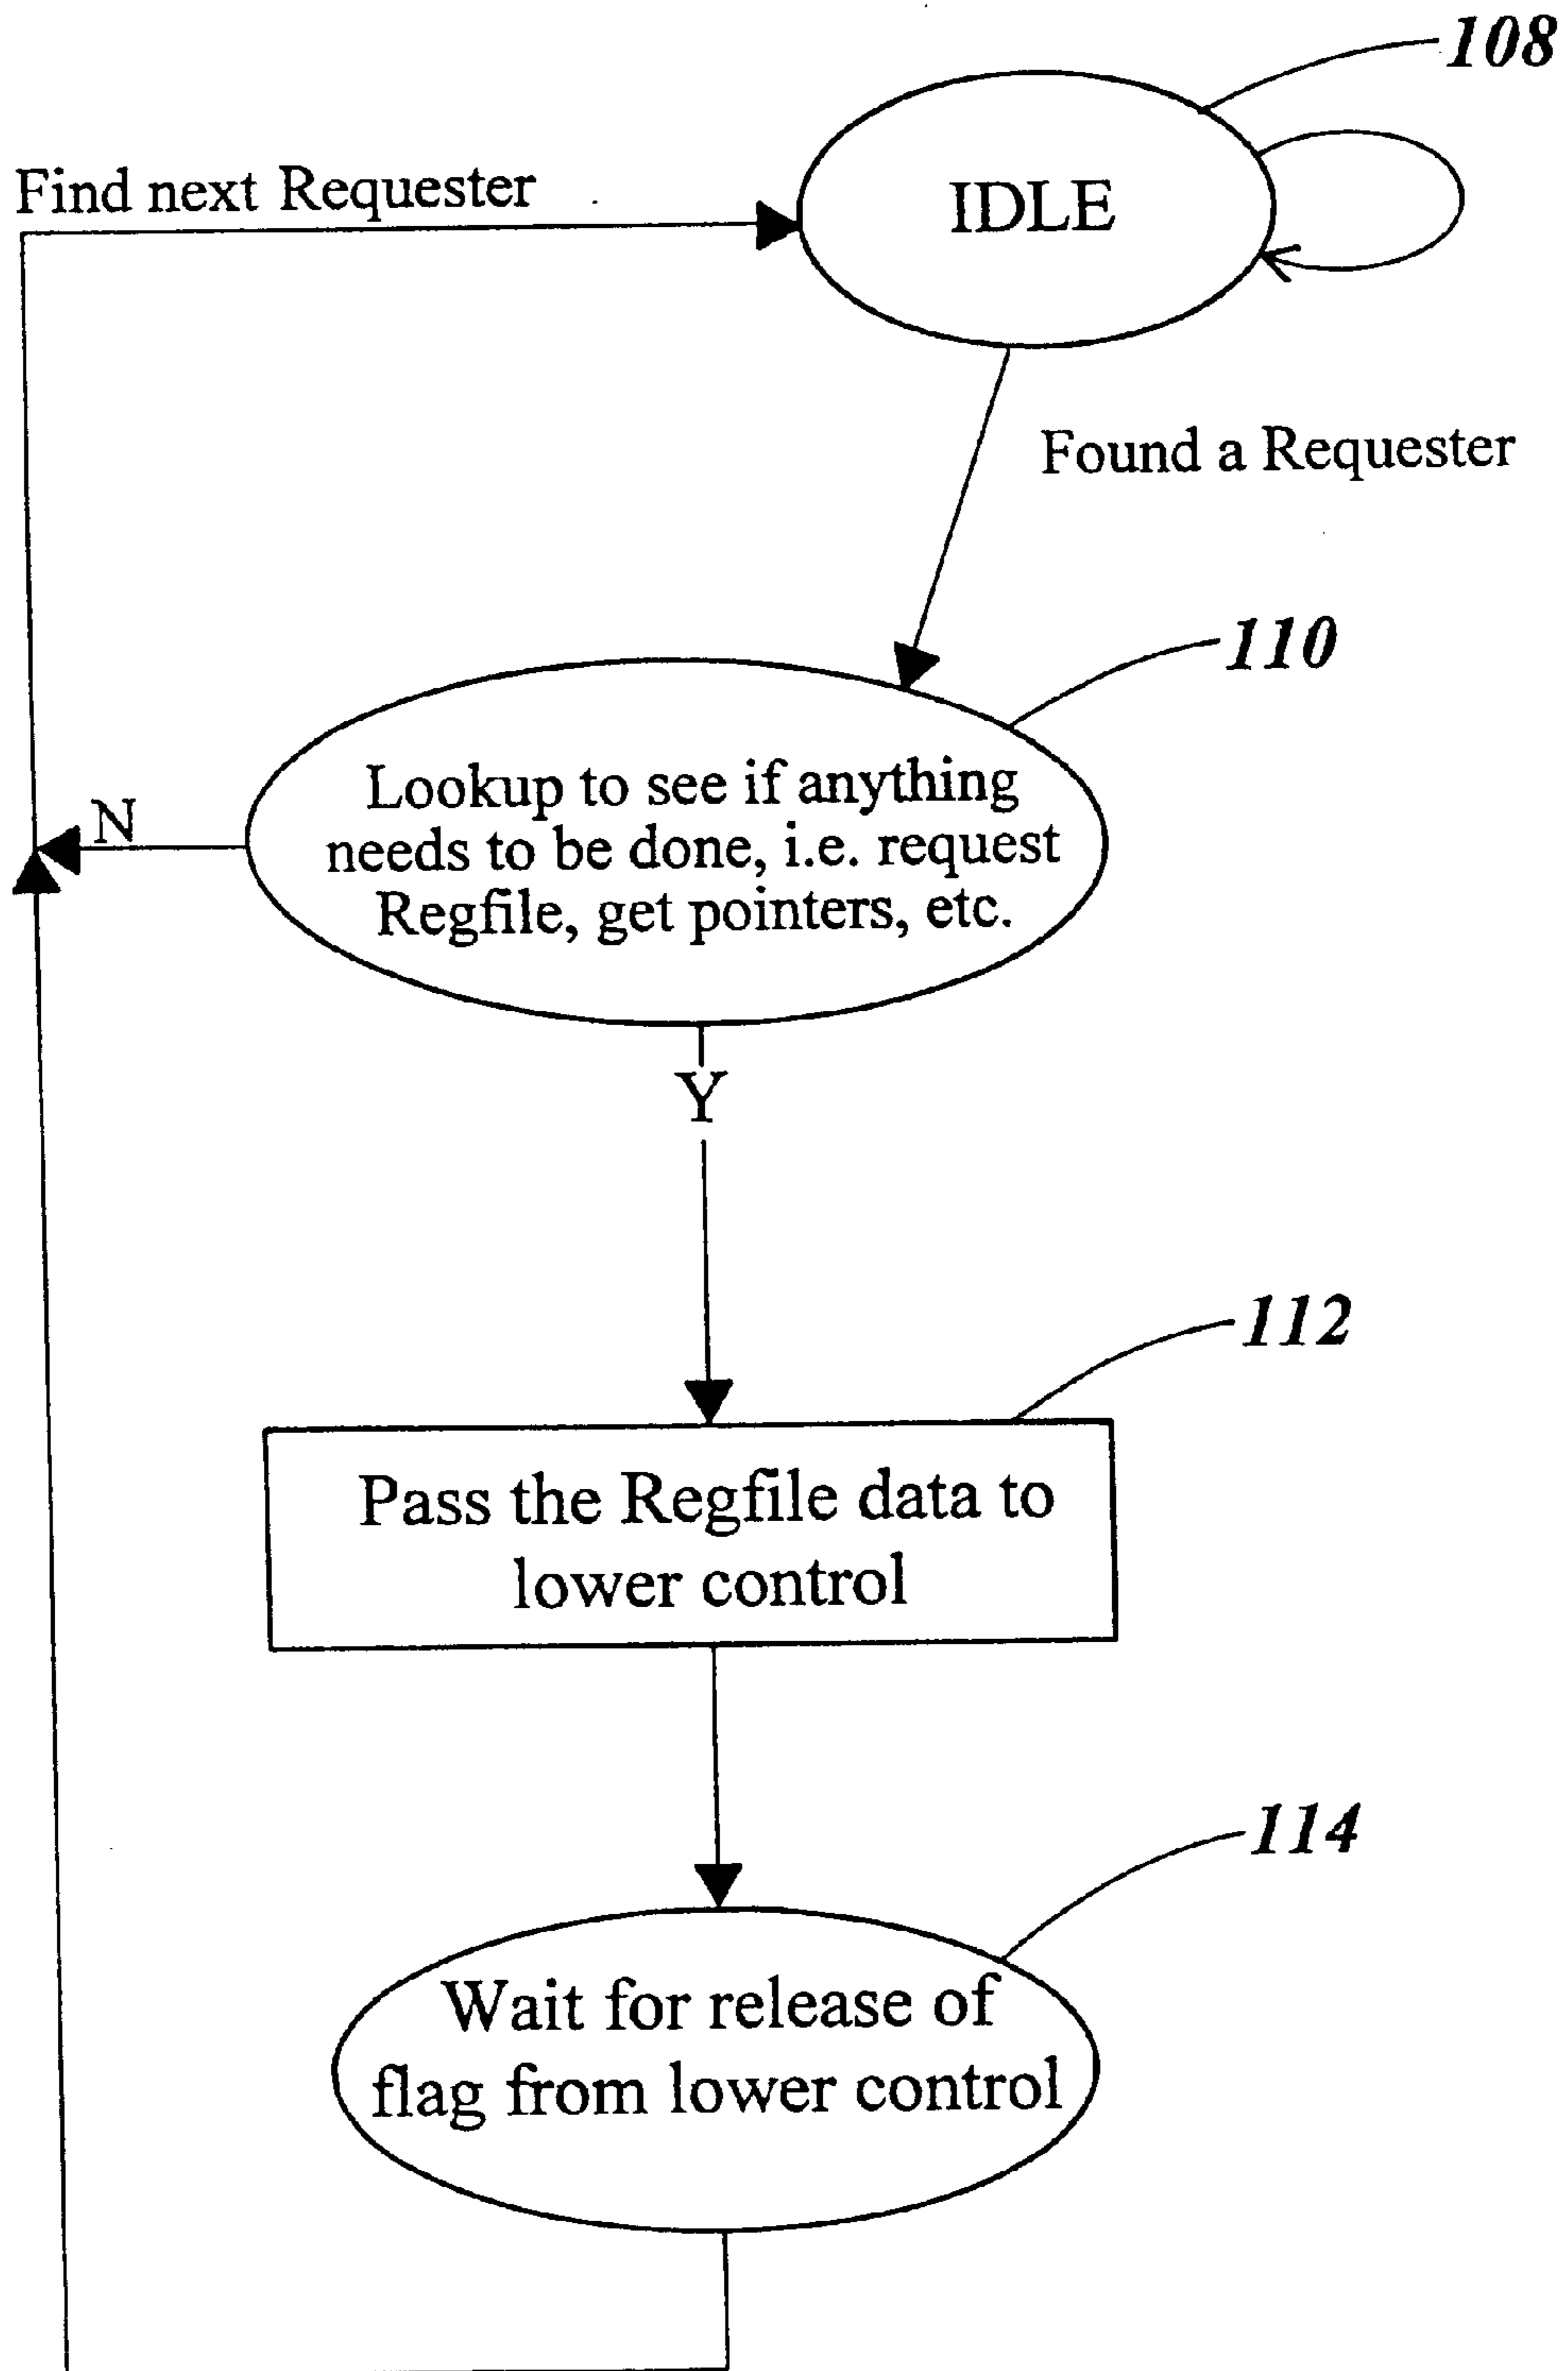 108
Find next Requester
IDLE
Found a Requester
110
Lookup to see if anything
needs to be done, i.e. request
Regfile, get pointers, etc.
N
Y
112
Pass the Regfile data to
lower control
114
Wait for release of
flag from lower control